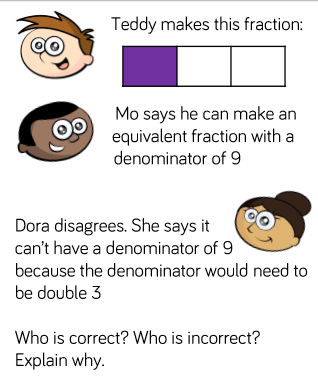 Teddy makes this fraction:
Mo says he can make an
equivalent fraction with a
denominator of 9
Dora disagrees. She says it
can't have a denominator of 9
because the denominator would need to
be double 3
Who is correct? Who is incorrect?
Explain why.